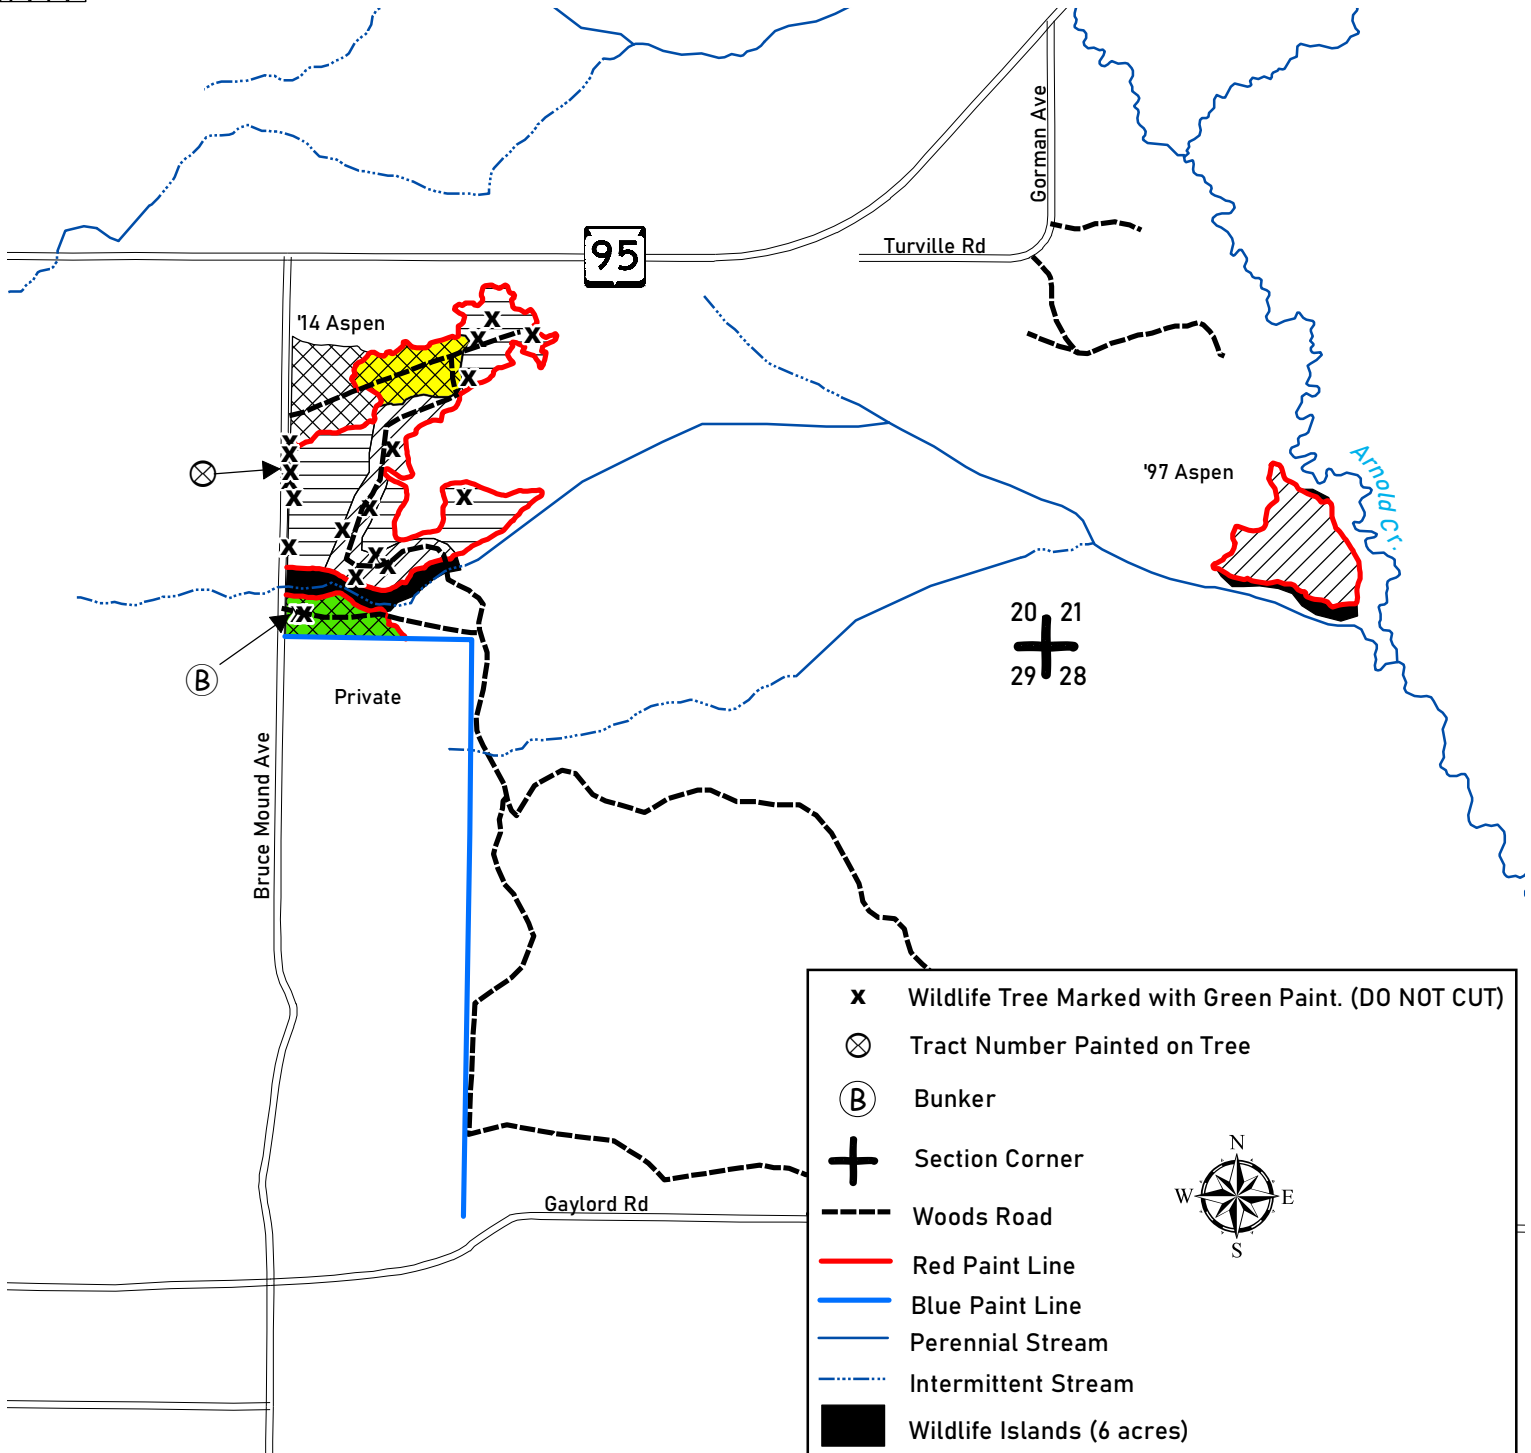 Gorman Ave
Turville Rd
95
'14 Aspen
'97 Aspen
Arnold Cr.
20 21
29 28
B
Private
Bruce Mound Ave
Gaylord Rd
x Wildlife Tree Marked with Green Paint. (DO NOT CUT)
Tract Number Painted on Tree
B Bunker
Section Corner
Woods Road
Red Paint Line
Blue Paint Line
Perennial Stream
Intermittent Stream
Wildlife Islands (6 acres)
N
W E
S